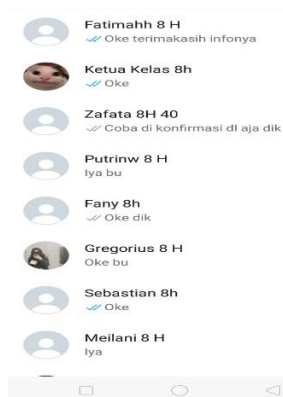 Fatimahh 8 H
Oke terimakasih infonya
Ketua Kelas 8h
Oke
Zafata 8H 40
Coba di konfirmasi dl aja dik
Putrinw 8 H
Iya bu
Fany 8h
Oke dik
Gregorius 8 H
Oke bu
Sebastian 8h
Oke
Meilani 8 H
Iya